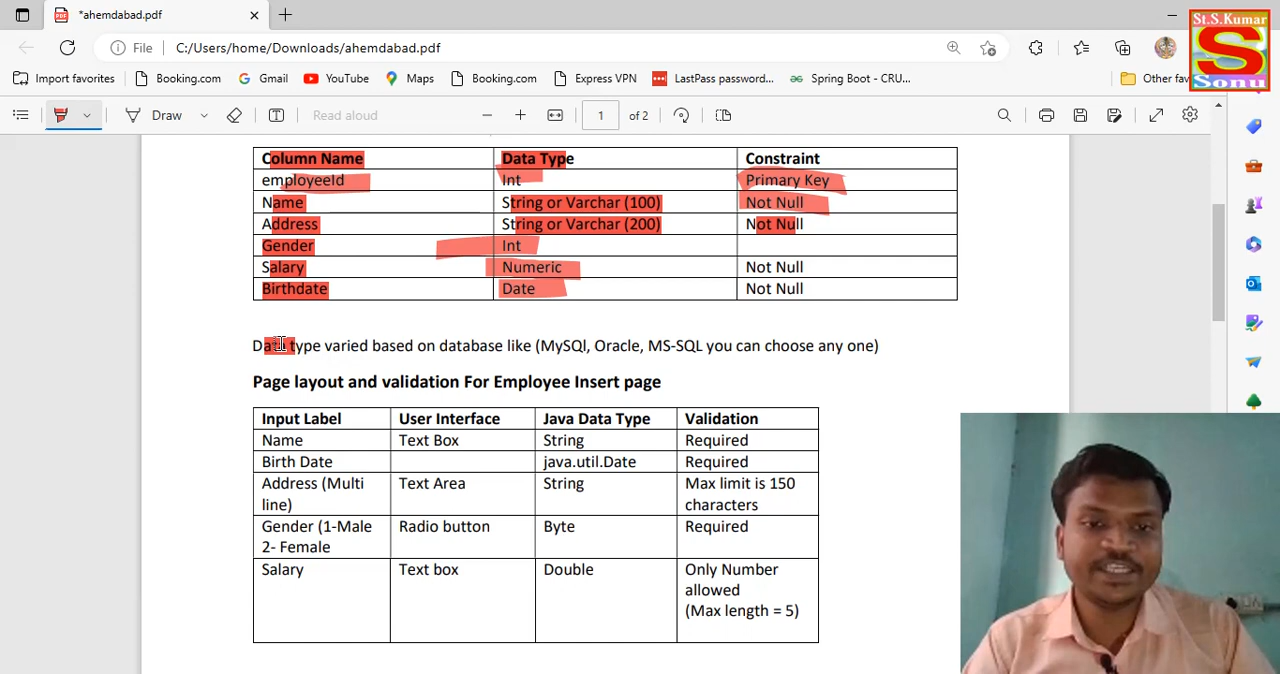 *ahemdabad.pdf
St.S.Kumar
S
Sonu
File
C:/Users/home/Downloads/ahemdabad.pdf
Import favorites
Booking.com
Gmail
YouTube
Maps
Booking.com
Express VPN
LastPass password...
Spring Boot - CRU...
Other fav
Draw
Read aloud
1
of 2
Column Name Data Type Constraint
employeeId Int Primary Key
Name String or Varchar (100) Not Null
Address String or Varchar (200) Not Null
Gender Int
Salary Numeric Not Null
Birthdate Date Not Null
Data type varied based on database like (MySQl, Oracle, MS-SQL you can choose any one)
Page layout and validation For Employee Insert page
Input Label User Interface Java Data Type Validation
Name Text Box String Required
Birth Date java.util.Date Required
Address (Multi Text Area String Max limit is 150
line) characters
Gender (1-Male Radio button Byte Required
2- Female
Salary Text box Double Only Number
allowed
(Max length = 5)